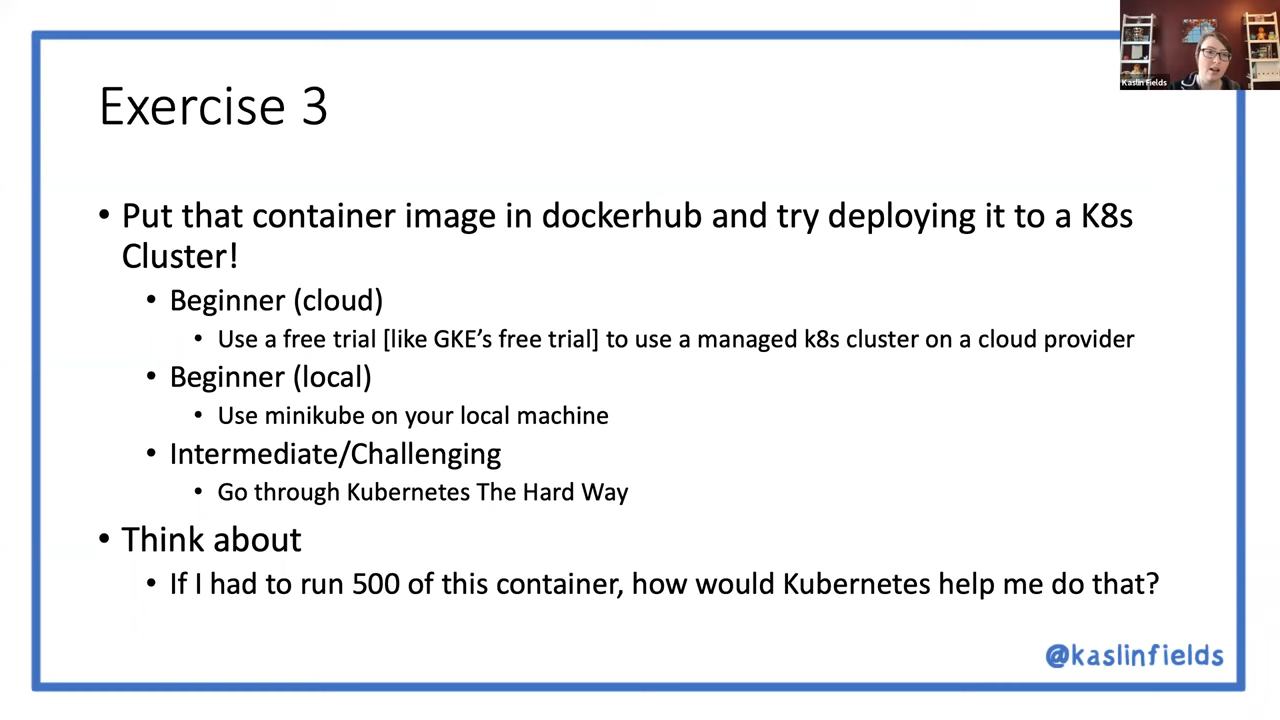 Kaslin Fields
Exercise 3
• Put that container image in dockerhub and try deploying it to a K8s
Cluster!
• Beginner (cloud)
• Use a free trial [like GKE’s free trial] to use a managed k8s cluster on a cloud provider
• Beginner (local)
• Use minikube on your local machine
• Intermediate/Challenging
• Go through Kubernetes The Hard Way
• Think about
• If I had to run 500 of this container, how would Kubernetes help me do that?
@kaslinfields